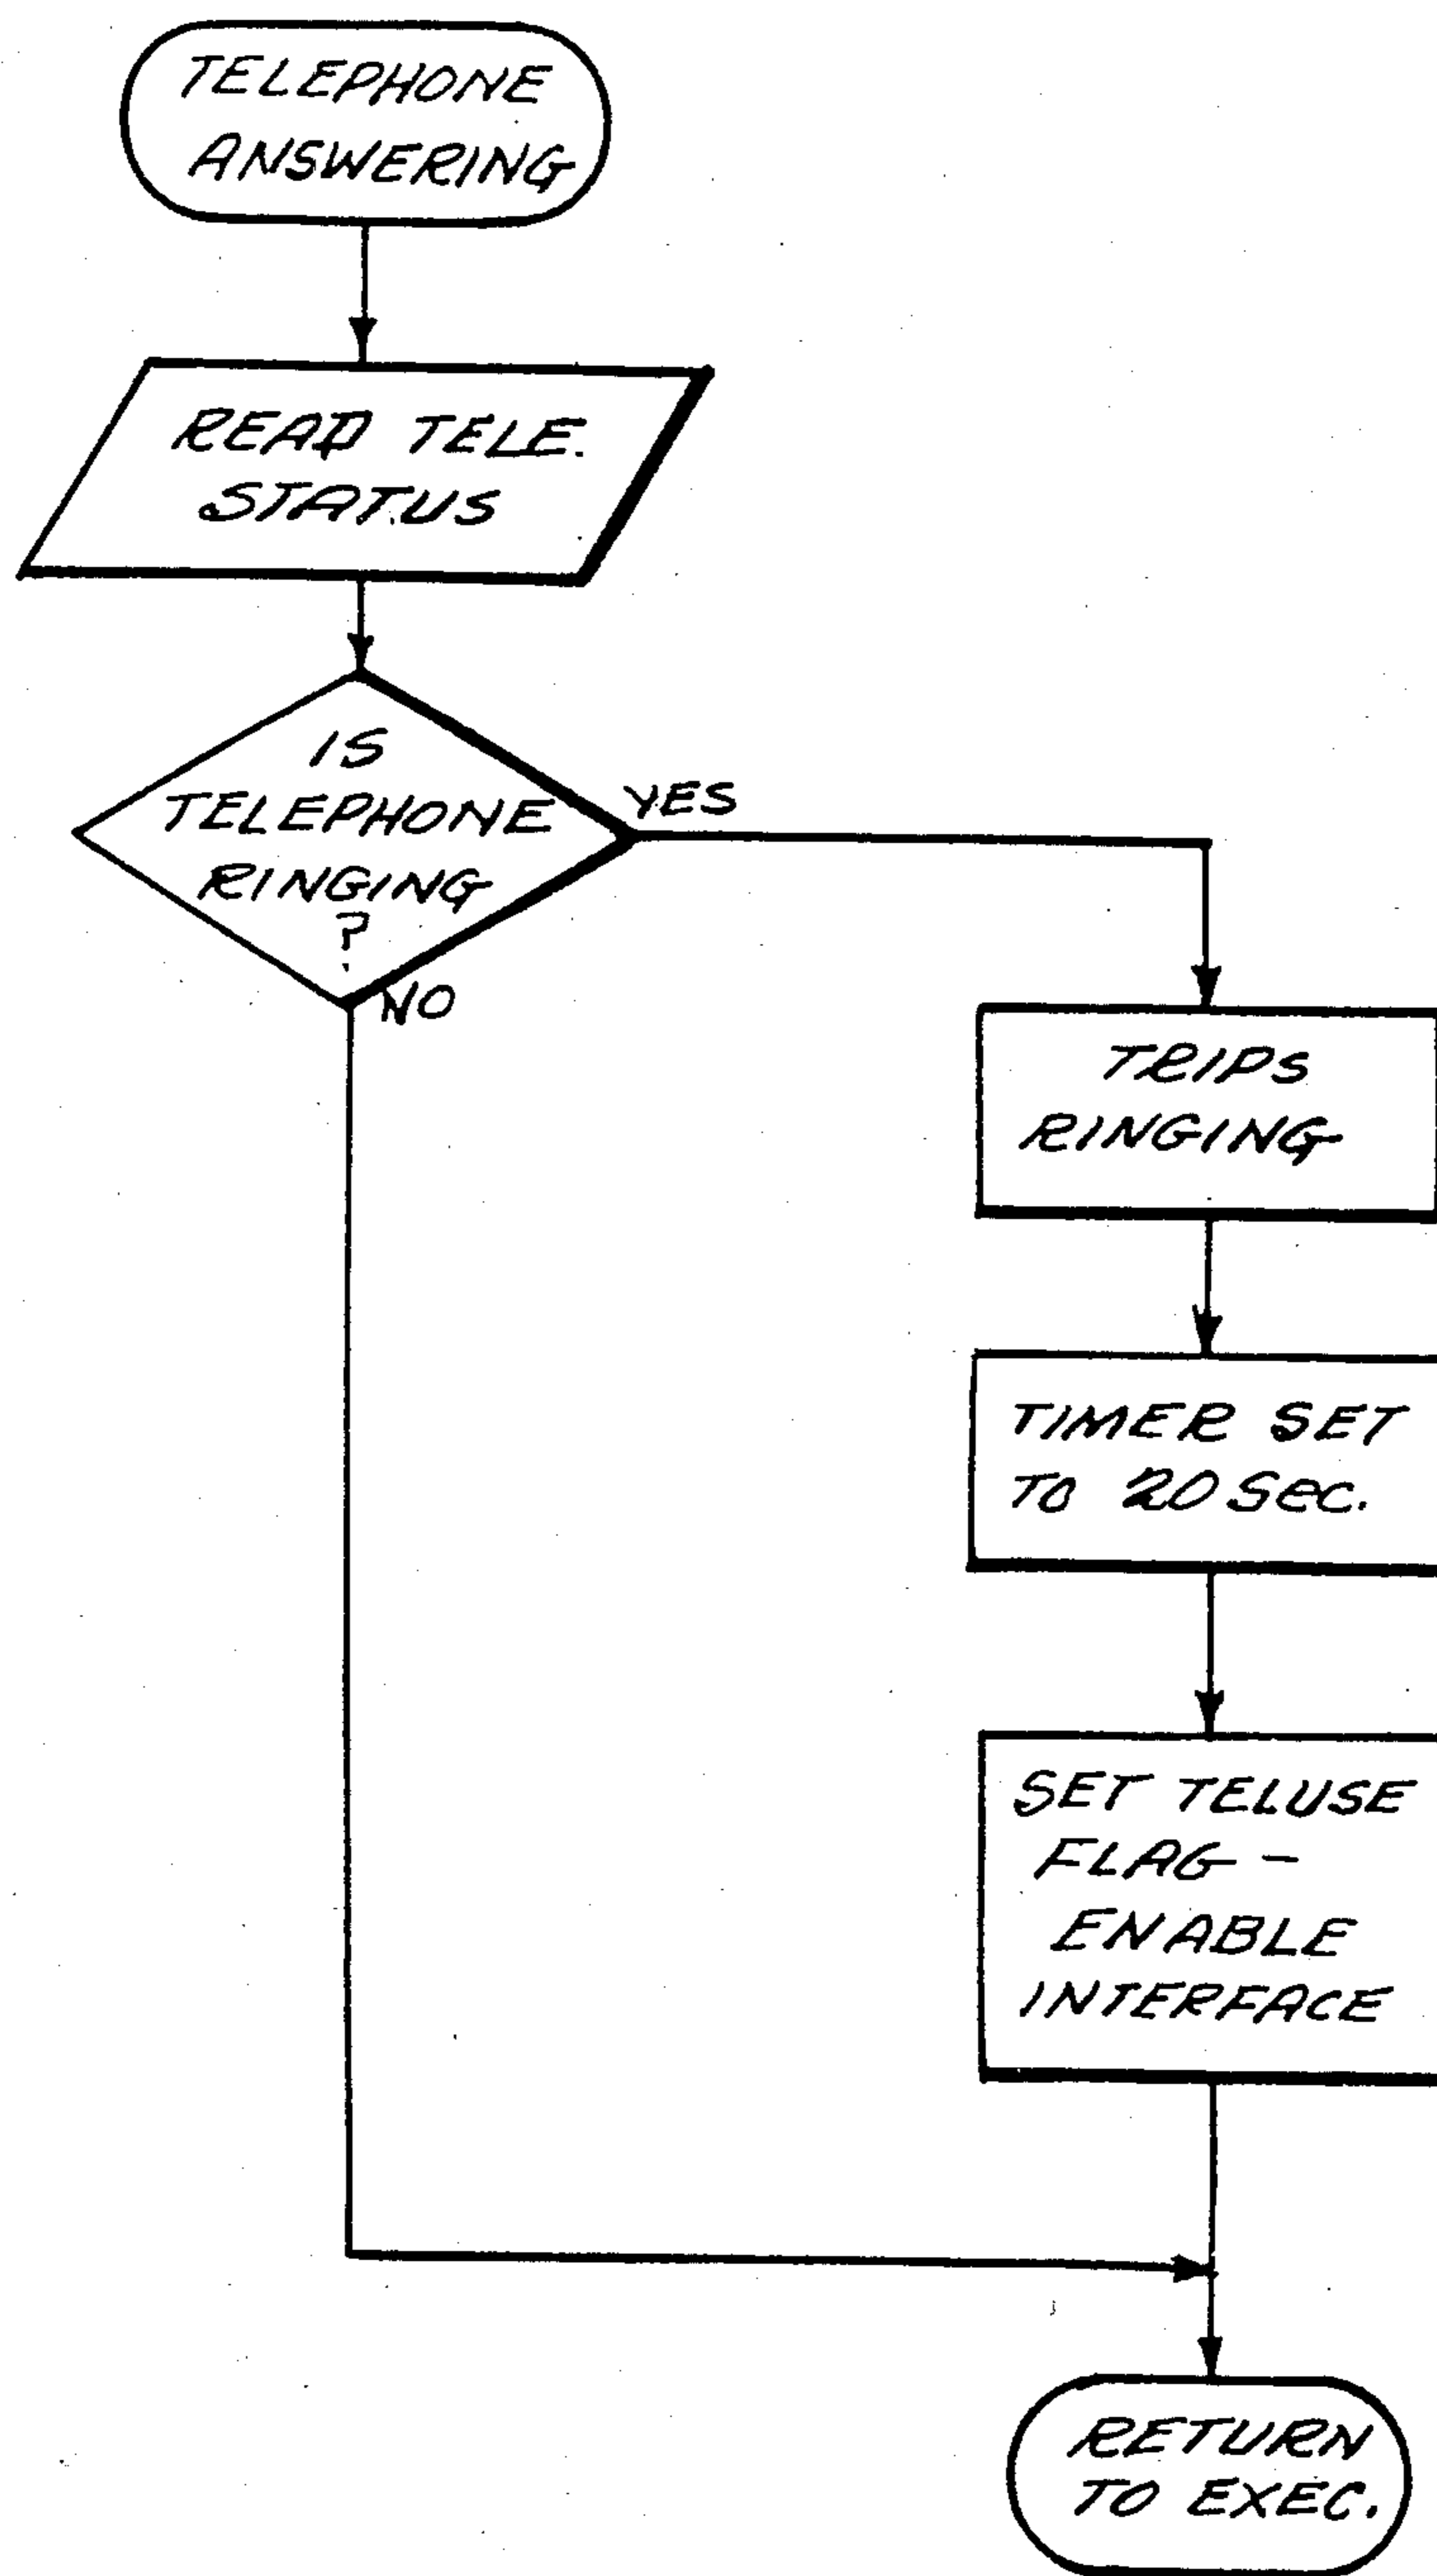 TELEPHONE
ANSWERING
READ TELE.
STATUS
IS
TELEPHONE
RINGING
?
YES
NO
TRIPS
RINGING
TIMER SET
TO 20 SEC.
SET TELUSE
FLAG -
ENABLE
INTERFACE
RETURN
TO EXEC.